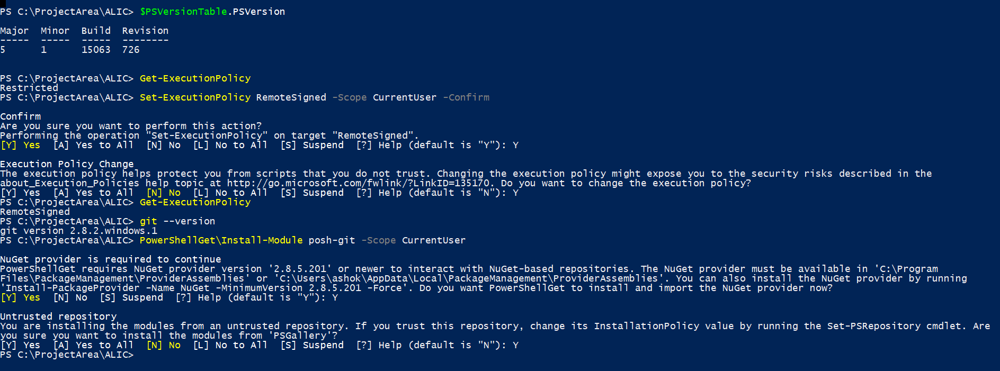 PS C:\ProjectArea\ALIC> $PSVersionTable.PSVersion
Major  Minor  Build  Revision
-----  -----  -----  --------
5      1      15063  726
PS C:\ProjectArea\ALIC> Get-ExecutionPolicy
Restricted
PS C:\ProjectArea\ALIC> Set-ExecutionPolicy RemoteSigned -Scope CurrentUser -Confirm
Confirm
Are you sure you want to perform this action?
Performing the operation "Set-ExecutionPolicy" on target "RemoteSigned".
[Y] Yes  [A] Yes to All  [N] No  [L] No to All  [S] Suspend  [?] Help (default is "Y"): Y
Execution Policy Change
The execution policy helps protect you from scripts that you do not trust. Changing the execution policy might expose you to the security risks described in the
about_Execution_Policies help topic at http://go.microsoft.com/fwlink/?LinkID=135170. Do you want to change the execution policy?
[Y] Yes  [A] Yes to All  [N] No  [L] No to All  [S] Suspend  [?] Help (default is "N"): Y
PS C:\ProjectArea\ALIC> Get-ExecutionPolicy
RemoteSigned
PS C:\ProjectArea\ALIC> git --version
git version 2.8.2.windows.1
PS C:\ProjectArea\ALIC> PowerShellGet\Install-Module posh-git -Scope CurrentUser
NuGet provider is required to continue
PowerShellGet requires NuGet provider version '2.8.5.201' or newer to interact with NuGet-based repositories. The NuGet provider must be available in 'C:\Program
Files\PackageManagement\ProviderAssemblies' or 'C:\Users\ashok\AppData\Local\PackageManagement\ProviderAssemblies'. You can also install the NuGet provider by running
'Install-PackageProvider -Name NuGet -MinimumVersion 2.8.5.201 -Force'. Do you want PowerShellGet to install and import the NuGet provider now?
[Y] Yes  [N] No  [S] Suspend  [?] Help (default is "Y"): Y
Untrusted repository
You are installing the modules from an untrusted repository. If you trust this repository, change its InstallationPolicy value by running the Set-PSRepository cmdlet. Are
you sure you want to install the modules from 'PSGallery'?
[Y] Yes  [A] Yes to All  [N] No  [L] No to All  [S] Suspend  [?] Help (default is "N"): Y
PS C:\ProjectArea\ALIC>